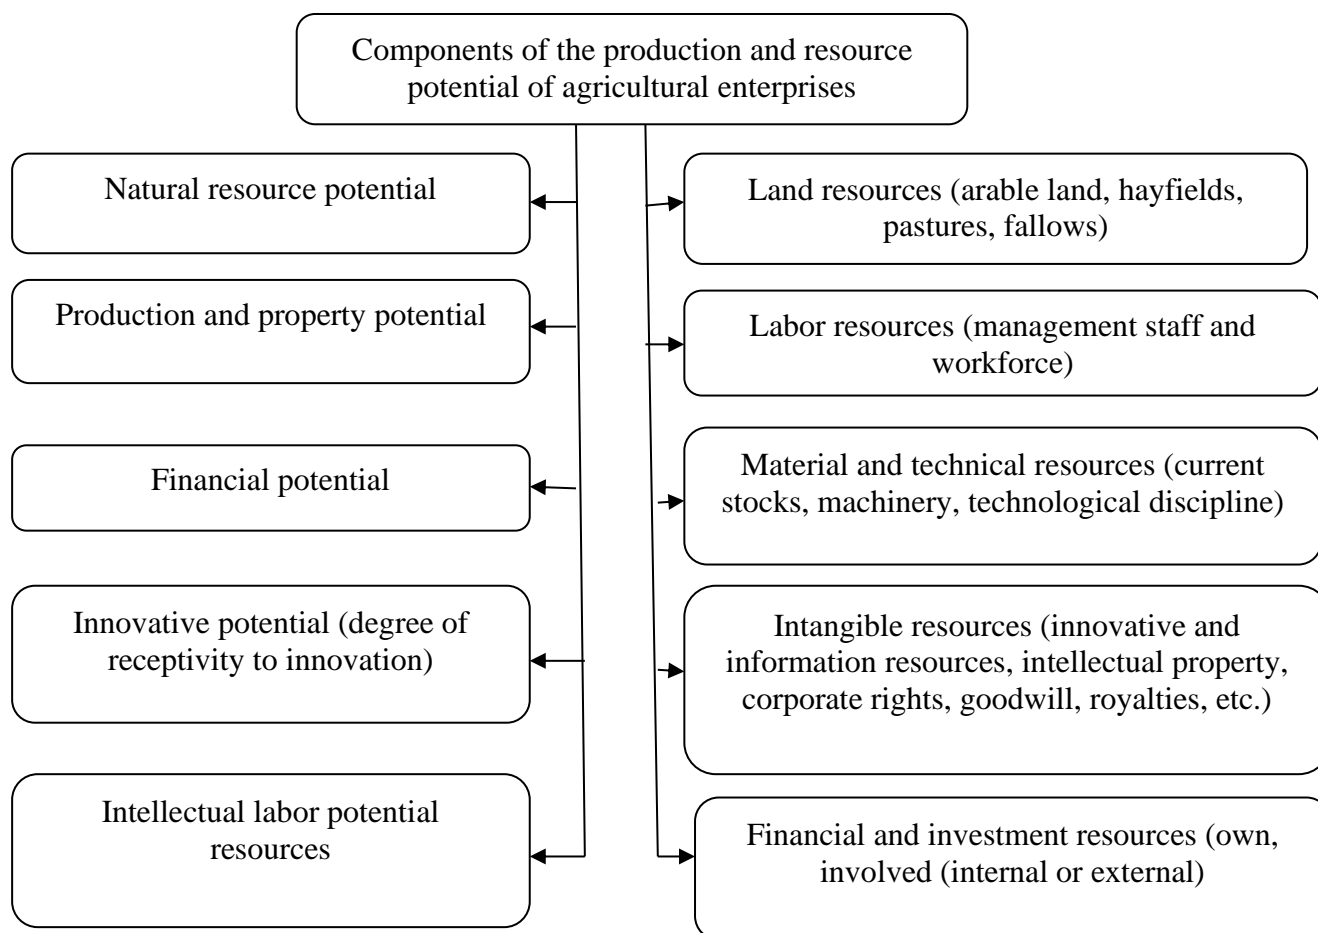 Components of the production and resource
potential of agricultural enterprises
Natural resource potential
Land resources (arable land, hayfields,
pastures, fallows)
Production and property potential
Labor resources (management staff and
workforce)
Financial potential
Material and technical resources (current
stocks, machinery, technological discipline)
Innovative potential (degree of
receptivity to innovation)
Intangible resources (innovative and
information resources, intellectual property,
corporate rights, goodwill, royalties, etc.)
Intellectual labor potential
resources
Financial and investment resources (own,
involved (internal or external)